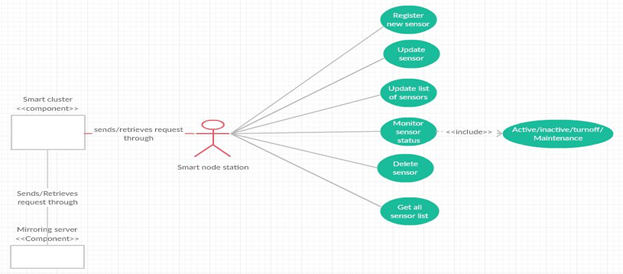 Register
new sensor
Update
sensor
Update list
of sensors
Smart cluster
<<component>>
sends/retrieves request
through
Monitor
sensor
status
<<include>>
Active/inactive/turnoff/
Maintenance
Smart node station
Delete
sensor
Sends/Retrieves
request through
Get all
sensor list
Mirroring server
<<Component>>